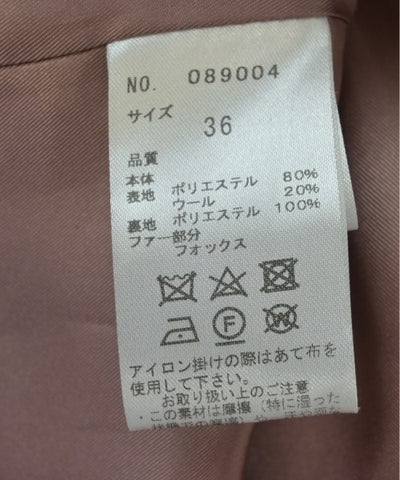 NO. 089004
サイズ
36
品質
本体
表地 ポリエステル 80%
ウール 20%
裏地 ポリエステル 100%
ファー部分
フォックス
F W
アイロン掛けの際はあて布を
使用して下さい。
お取り扱い上のご注意
・この素材は摩擦(特に湿った